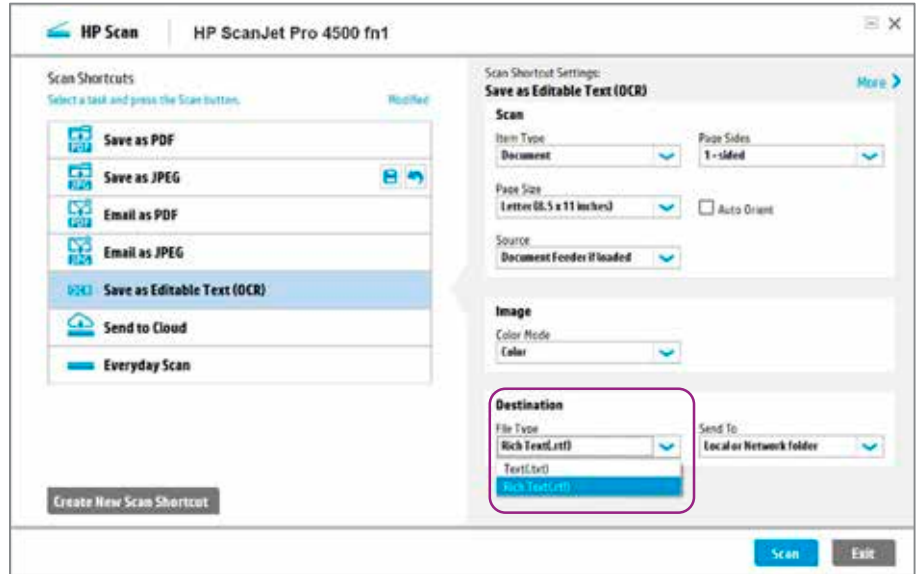 HP Scan
HP ScanJet Pro 4500 fn1
Scan Shortcuts
Select a task and press the Scan button.
Modified
Save as PDF
Save as JPEG
Email as PDF
Email as JPEG
Save as Editable Text (OCR)
Send to Cloud
Everyday Scan
Create New Scan Shortcut
Scan Shortcut Settings:
Save as Editable Text (OCR)
More
Scan
Item Type
Page Sides
Document
1-sided
Page Size
Letter (8.5 x 11 inches)
Auto Orient
Source
Document Feeder if loaded
Image
Color Mode
Color
Destination
File Type
Send To
Rich Text(.rtf)
Local or Network folder
Text(.txt)
Rich Text(.rtf)
Scan
Exit